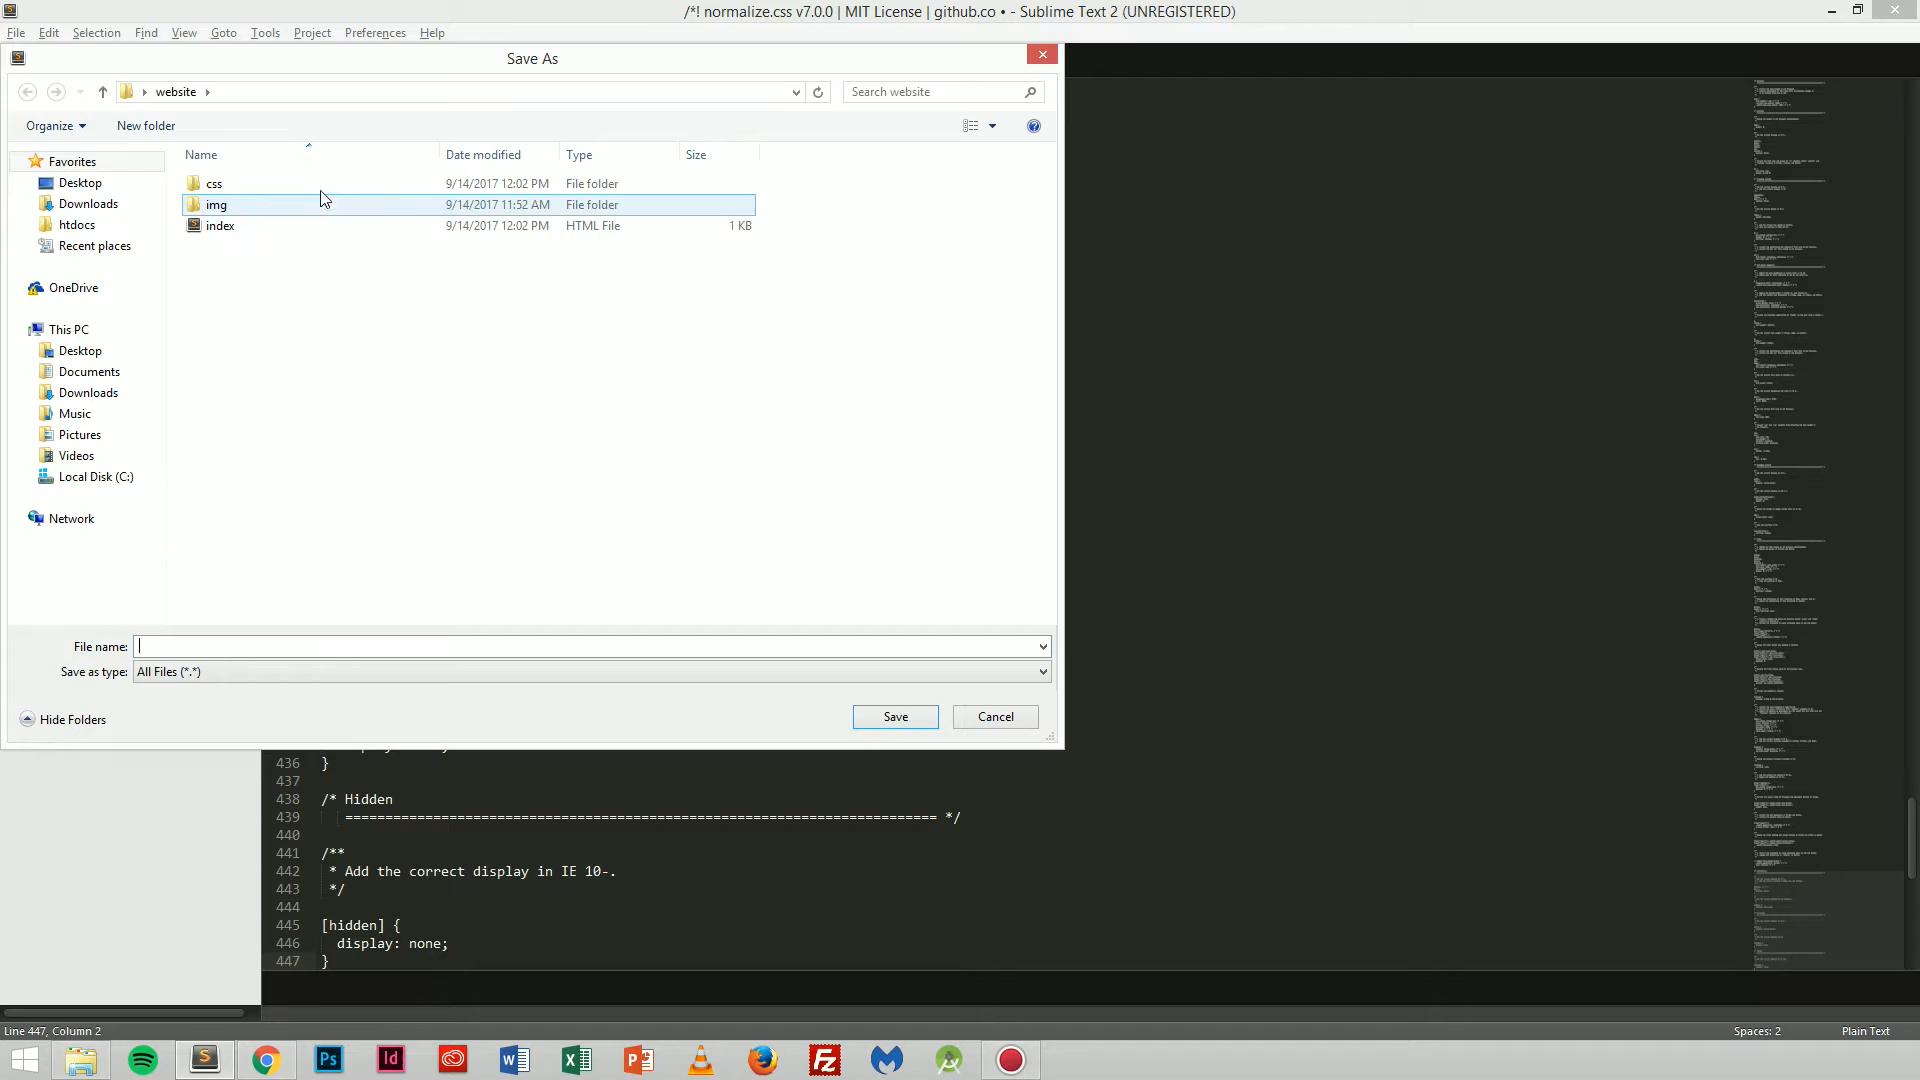 /*! normalize.css v7.0.0 | MIT License | github.co • - Sublime Text 2 (UNREGISTERED)
File Edit Selection Find View Goto Tools Project Preferences Help
Save As
website
Search website
Organize
New folder
Name Date modified Type Size
css 9/14/2017 12:02 PM File folder
img 9/14/2017 11:52 AM File folder
index 9/14/2017 12:02 PM HTML File 1 KB
Favorites
Desktop
Downloads
htdocs
Recent places
OneDrive
This PC
Desktop
Documents
Downloads
Music
Pictures
Videos
Local Disk (C:)
Network
File name:
Save as type: All Files (*.*)
Hide Folders
Save
Cancel
436 }
437
438 /* Hidden
439 ========================================================================== */
440
441 /**
442 * Add the correct display in IE 10-.
443 */
444
445 [hidden] {
446 display: none;
447 }
Line 447, Column 2
Spaces: 2
Plain Text
Ps
Id